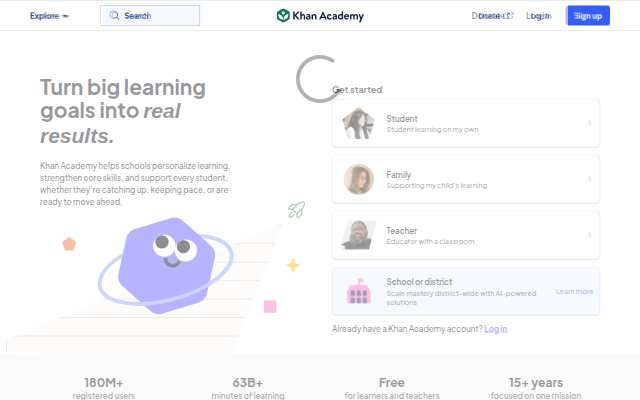 Explore
Search
Khan Academy
Donate
Log in
Sign up
Turn big learning
goals into real
results.
Khan Academy helps schools personalize learning,
strengthen core skills, and support every student,
whether they're catching up, keeping pace, or are
ready to move ahead.
Get started
Student
Student learning on my own
Family
Supporting my child's learning
Teacher
Educator with a classroom
School or district
Scale mastery district-wide with AI-powered
solutions
Learn more
Already have a Khan Academy account? Log in
180M+
registered users
63B+
minutes of learning
Free
for learners and teachers
15+ years
focused on one mission